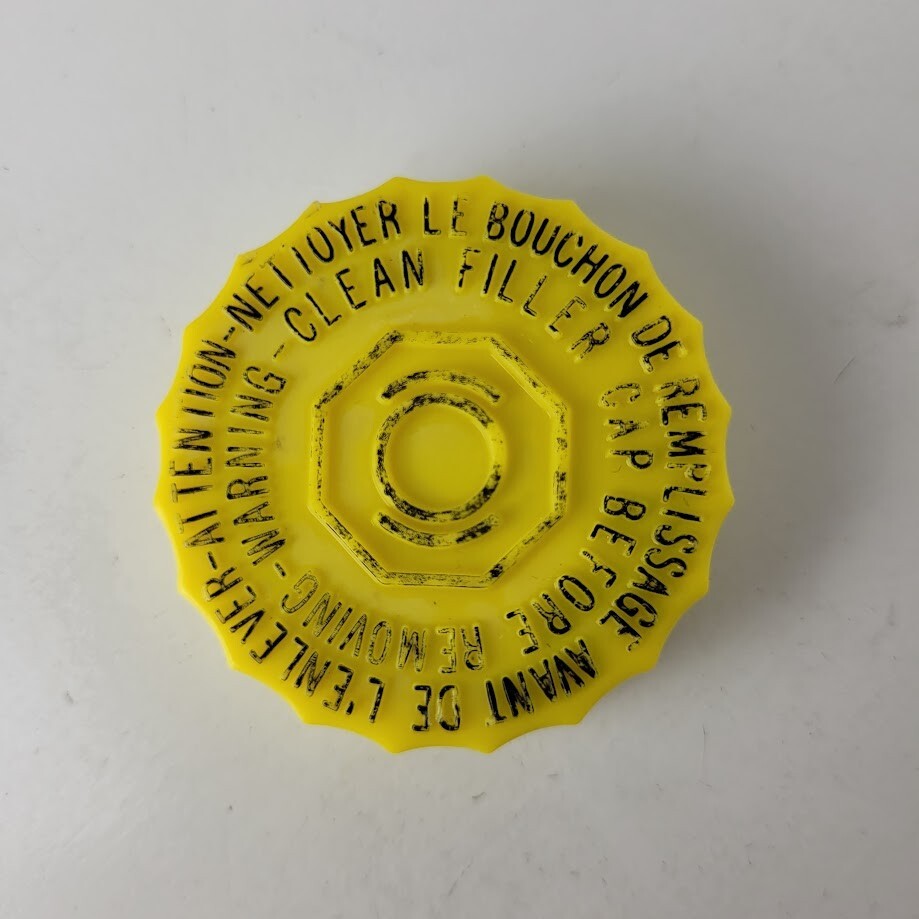 ATTENTION-NETTOYER LE BOUCHON DE REMPLISSAGE AVANT DE L'ENLEVER-
WARNING-CLEAN FILLER CAP BEFORE REMOVING-